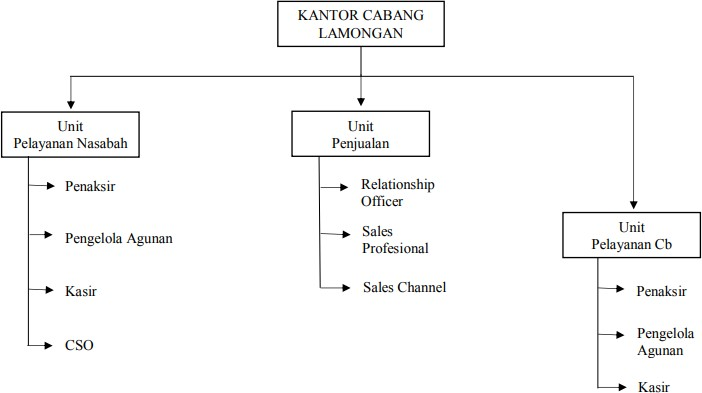 KANTOR CABANG
LAMONGAN
Unit
Pelayanan Nasabah
Penaksir
Pengelola Agunan
Kasir
CSO
Unit
Penjualan
Relationship
Officer
Sales
Profesional
Sales Channel
Unit
Pelayanan Cb
Penaksir
Pengelola
Agunan
Kasir